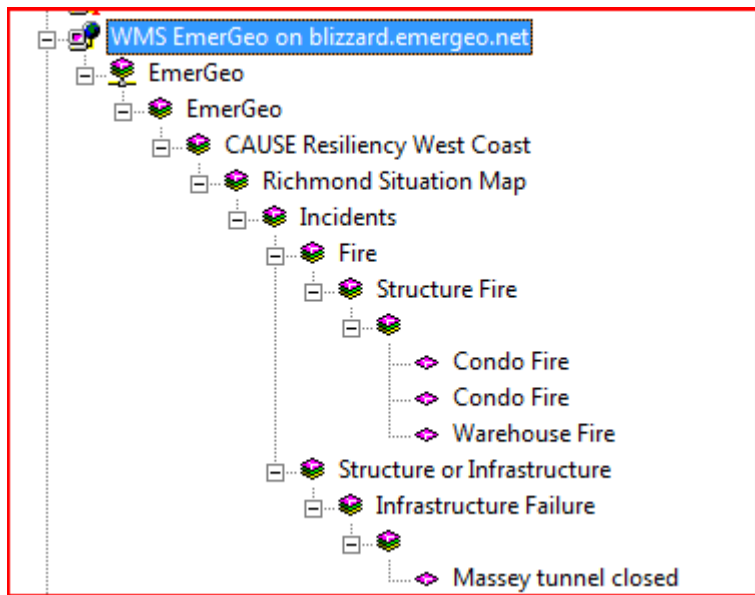 WMS EmerGeo on blizzard.emergeo.net
EmerGeo
EmerGeo
CAUSE Resiliency West Coast
Richmond Situation Map
Incidents
Fire
Structure Fire
Condo Fire
Condo Fire
Warehouse Fire
Structure or Infrastructure
Infrastructure Failure
Massey tunnel closed